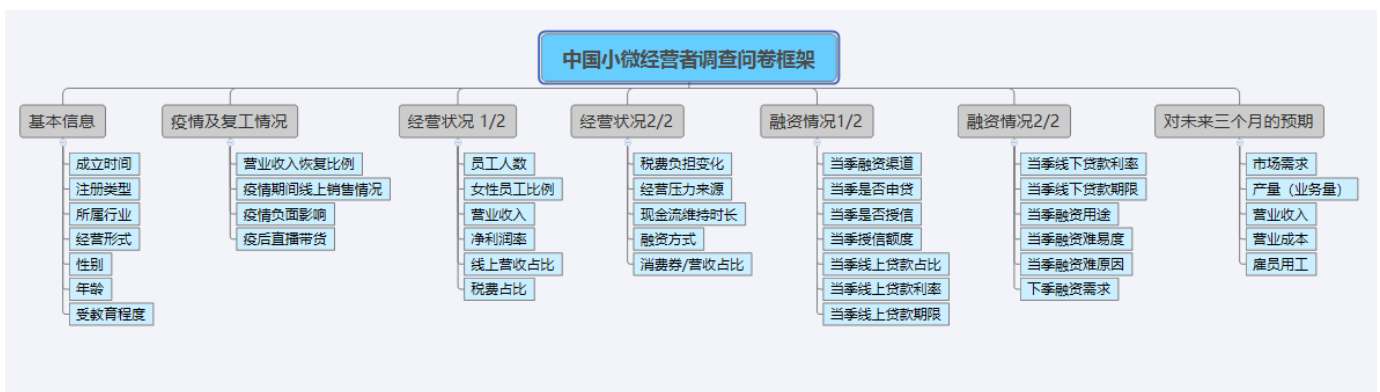 中国小微经营者调查问卷框架
基本信息
成立时间
注册类型
所属行业
经营形式
性别
年龄
受教育程度
疫情及复工情况
营业收入恢复比例
疫情期间线上销售情况
疫情负面影响
疫后直播带货
经营状况 1/2
员工人数
女性员工比例
营业收入
净利润率
线上营收占比
税费占比
经营状况2/2
税费负担变化
经营压力来源
现金流维持时长
融资方式
消费券/营收占比
融资情况1/2
当季融资渠道
当季是否申贷
当季是否授信
当季授信额度
当季线上贷款占比
当季线上贷款利率
当季线上贷款期限
融资情况2/2
当季线下贷款利率
当季线下贷款期限
当季融资用途
当季融资难易度
当季融资难原因
下季融资需求
对未来三个月的预期
市场需求
产量（业务量）
营业收入
营业成本
雇员用工